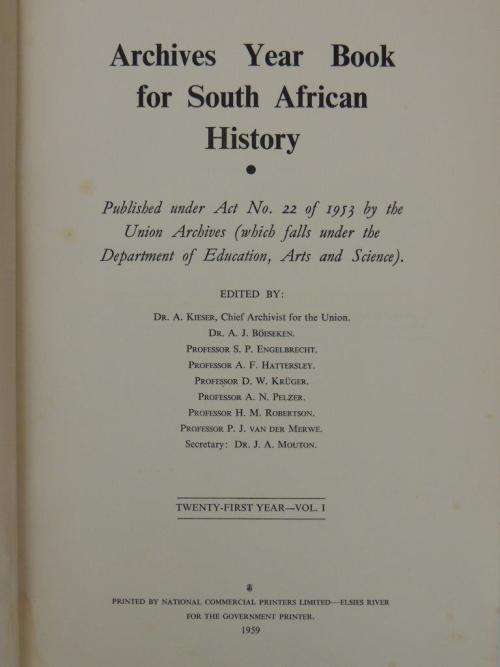 Archives Year Book
for South African
History
Published under Act No. 22 of 1953 by the
Union Archives (which falls under the
Department of Education, Arts and Science).
EDITED BY:
DR. A. KIESER, Chief Archivist for the Union.
DR. A. J. BÖESEKEN.
PROFESSOR S. P. ENGELBRECHT.
PROFESSOR A. F. HATTERSLEY.
PROFESSOR D. W. KRÜGER.
PROFESSOR A. N. PELZER.
PROFESSOR H. M. ROBERTSON.
PROFESSOR P. J. VAN DER MERWE.
Secretary: DR. J. A. MOUTON.
TWENTY-FIRST YEAR—VOL. I
PRINTED BY NATIONAL COMMERCIAL PRINTERS LIMITED—ELSIES RIVER
FOR THE GOVERNMENT PRINTER.
1959